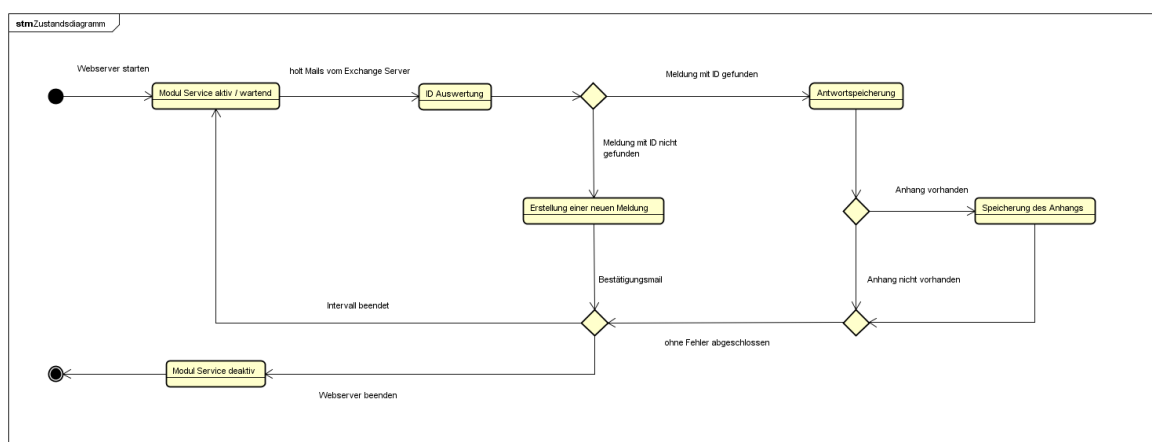 stmZustandsdiagramm
Webserver starten
holt Mails vom Exchange Server
Meldung mit ID gefunden
Modul Service aktiv / wartend
ID Auswertung
Antwortspeicherung
Meldung mit ID nicht
gefunden
Anhang vorhanden
Erstellung einer neuen Meldung
Speicherung des Anhangs
Bestätigungsmail
Anhang nicht vorhanden
Intervall beendet
ohne Fehler abgeschlossen
Modul Service deaktiv
Webserver beenden